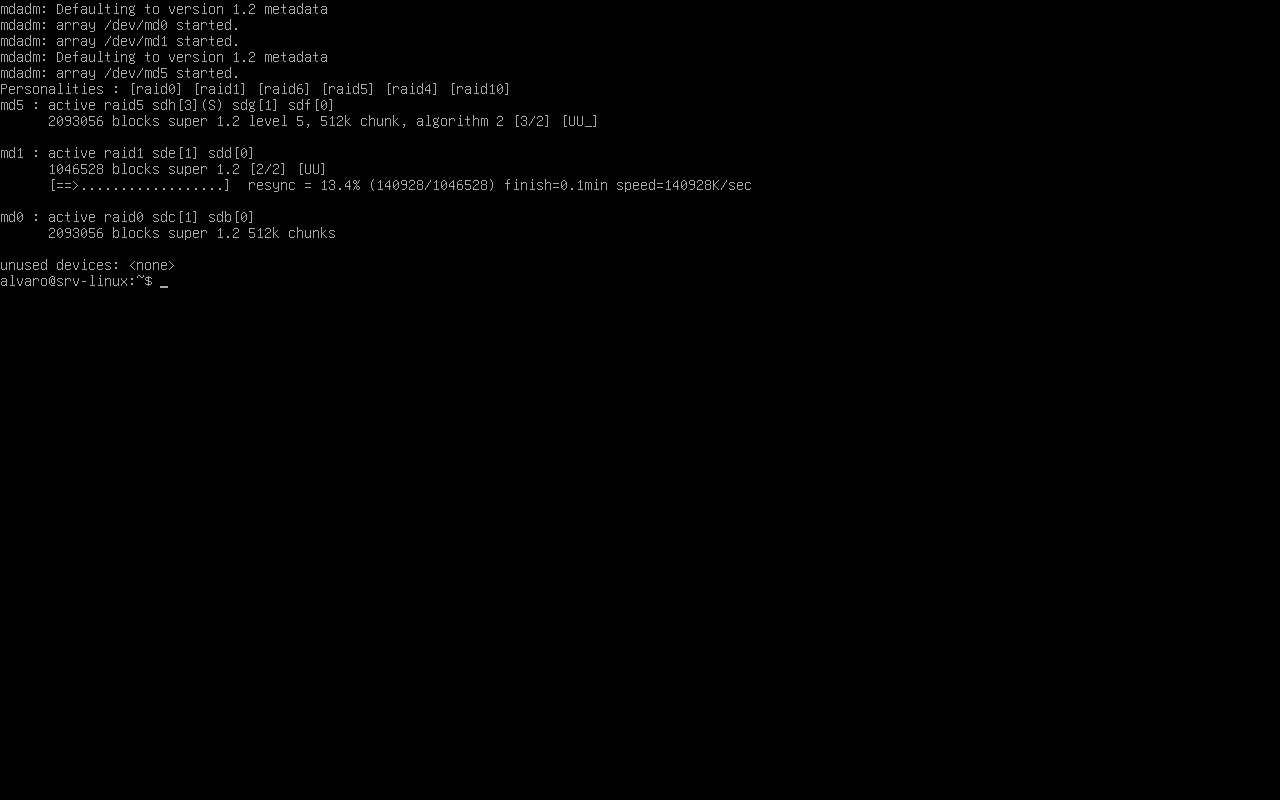 mdadm: Defaulting to version 1.2 metadata
mdadm: array /dev/md0 started.
mdadm: array /dev/md1 started.
mdadm: Defaulting to version 1.2 metadata
mdadm: array /dev/md5 started.
Personalities : [raid0] [raid1] [raid6] [raid5] [raid4] [raid10]
md5 : active raid5 sdh[3](S) sdg[1] sdf[0]
      2093056 blocks super 1.2 level 5, 512k chunk, algorithm 2 [3/2] [UU_]

md1 : active raid1 sde[1] sdd[0]
      1046528 blocks super 1.2 [2/2] [UU]
      [==>..................]  resync = 13.4% (140928/1046528) finish=0.1min speed=140928K/sec

md0 : active raid0 sdc[1] sdb[0]
      2093056 blocks super 1.2 512k chunks

unused devices: <none>
alvaro@srv-linux:~$ _